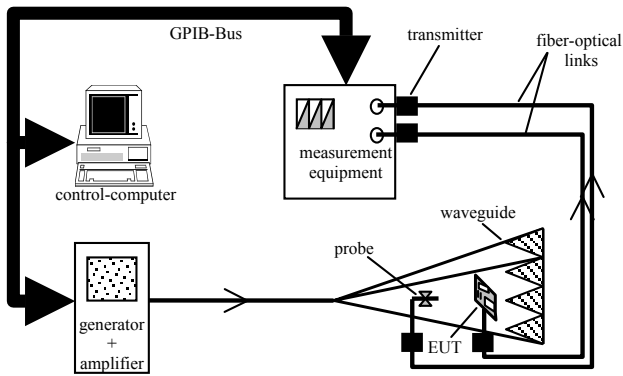 GPIB-Bus
transmitter
fiber-optical
links
measurement
equipment
control-computer
waveguide
probe
generator
+
amplifier
EUT